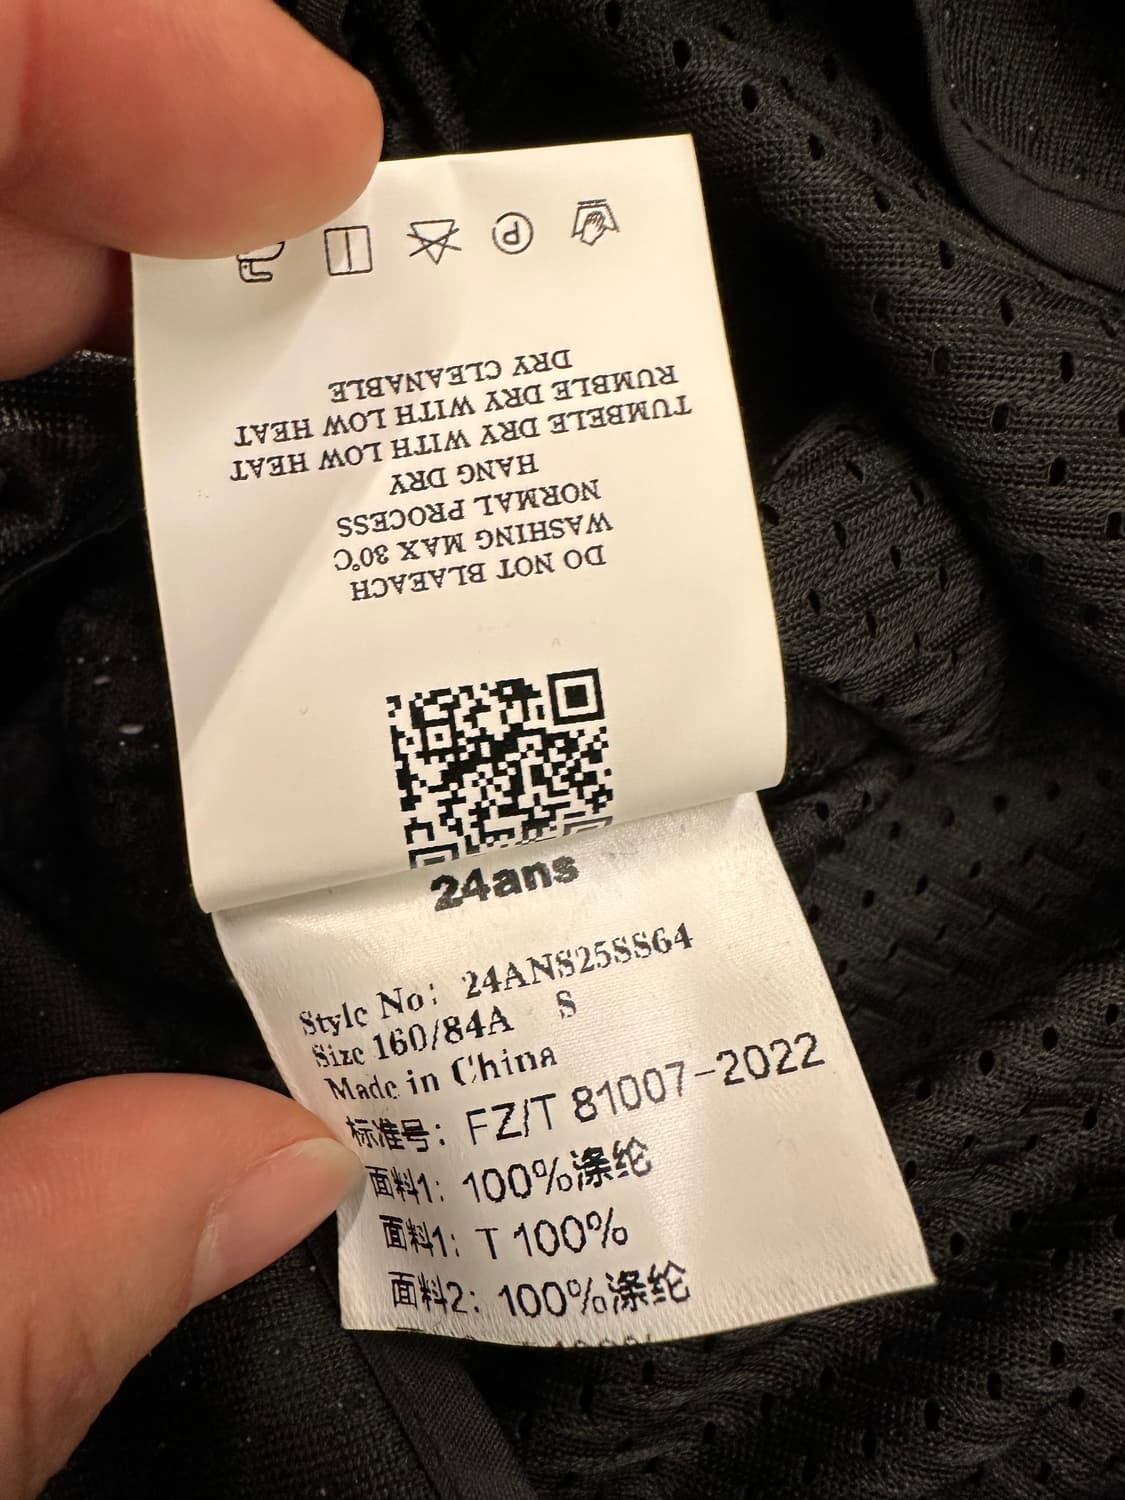 DO NOT BLAEACH
WASHING MAX 30℃
NORMAL PROCESS
HANG DRY
TUMBELE DRY WITH LOW HEAT
RUMBLE DRY WITH LOW HEAT
DRY CLEANABLE
P
24ans
Style No: 24ANS25SS64
Size 160/84A S
Made in China
标准号: FZ/T 81007-2022
面料1: 100%涤纶
面料1: T 100%
面料2: 100%涤纶